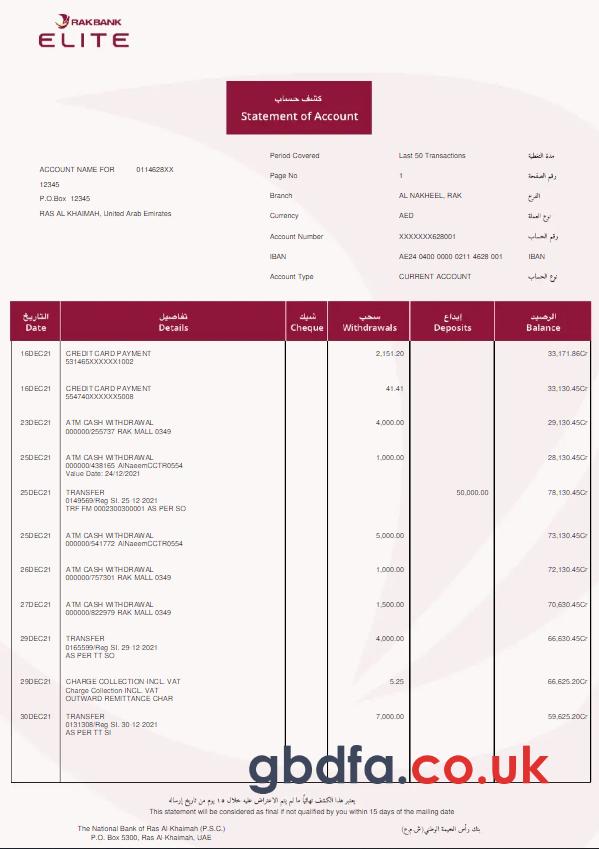 RAKBANK
ELITE
كشف حساب
Statement of Account
ACCOUNT NAME FOR 0114628XX
12345
P.O.Box 12345
RAS AL KHAIMAH, United Arab Emirates
Period Covered Last 50 Transactions مدة التغطية
Page No 1 رقم الصفحة
Branch AL NAKHEEL, RAK الفرع
Currency AED نوع العملة
Account Number XXXXXXX628001 رقم الحساب
IBAN AE24 0400 0000 0211 4628 001 IBAN
Account Type CURRENT ACCOUNT نوع الحساب
التاريخ تفاصيل شيك سحب إيداع الرصيد
Date Details Cheque Withdrawals Deposits Balance
16DEC21 CREDIT CARD PAYMENT 2,151.20 33,171.86Cr
531465XXXXXX1002
16DEC21 CREDIT CARD PAYMENT 41.41 33,130.45Cr
554740XXXXXX5008
23DEC21 ATM CASH WITHDRAWAL 4,000.00 29,130.45Cr
000000/255737 RAK MALL 0349
25DEC21 ATM CASH WITHDRAWAL 1,000.00 28,130.45Cr
000000/438165 AlNaeemCCTR0554
Value Date: 24/12/2021
25DEC21 TRANSFER 50,000.00 78,130.45Cr
0149569/Reg SI. 25-12 2021
TRF FM 0002300300001 AS PER SO
25DEC21 ATM CASH WITHDRAWAL 5,000.00 73,130.45Cr
000000/541772 AlNaeemCCTR0554
26DEC21 ATM CASH WITHDRAWAL 1,000.00 72,130.45Cr
000000/757301 RAK MALL 0349
27DEC21 ATM CASH WITHDRAWAL 1,500.00 70,630.45Cr
000000/822979 RAK MALL 0349
29DEC21 TRANSFER 4,000.00 66,630.45Cr
0165599/Reg SI. 29-12 2021
AS PER TT SO
29DEC21 CHARGE COLLECTION-INCL. VAT 5.25 66,625.20Cr
Charge Collection-INCL. VAT
OUTWARD REMITTANCE CHAR
30DEC21 TRANSFER 7,000.00 59,625.20Cr
0131308/Reg SI. 30-12 2021
AS PER TT SI
gbdfa.co.uk
يعتبر هذا الكشف نهائياً ما لم يتم الاعتراض عليه خلال ١٥ يوم من تاريخ إرساله
This statement will be considered as final if not qualified by you within 15 days of the mailing date
The National Bank of Ras Al-Khaimah (P.S.C.) بنك رأس الخيمة الوطني (ش.م.ع)
P.O. Box 5300, Ras Al-Khaimah, UAE